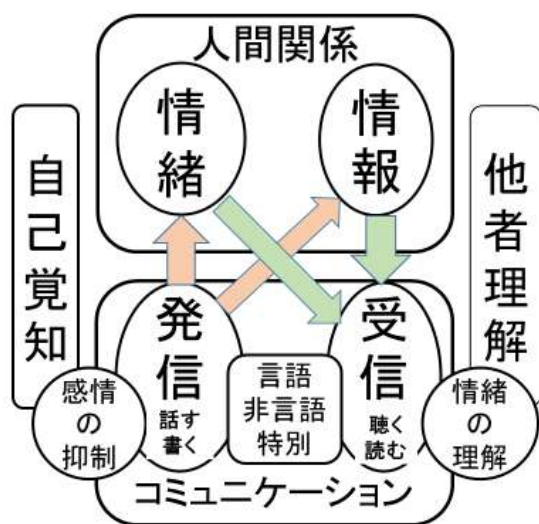 人間関係
情緒
情報
自己覚知
他者理解
発信
話す
書く
受信
聴く
読む
言語
非言語
特別
感情
の
抑制
情緒
の
理解
コミュニケーション